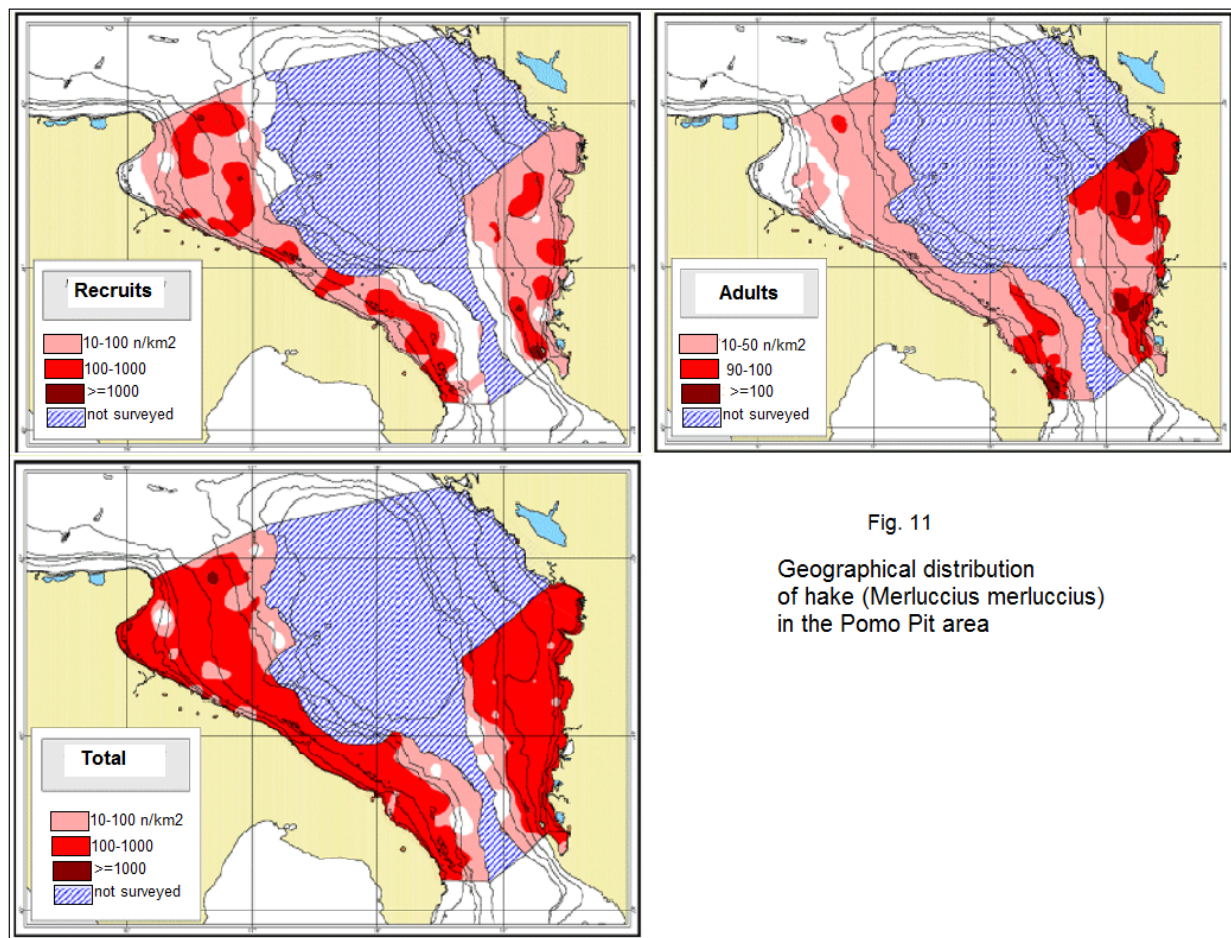 Recruits
10-100 n/km2
100-1000
>=1000
not surveyed
Adults
10-50 n/km2
90-100
>=100
not surveyed
Total
10-100 n/km2
100-1000
>=1000
not surveyed
Fig. 11
Geographical distribution
of hake (Merluccius merluccius)
in the Pomo Pit area